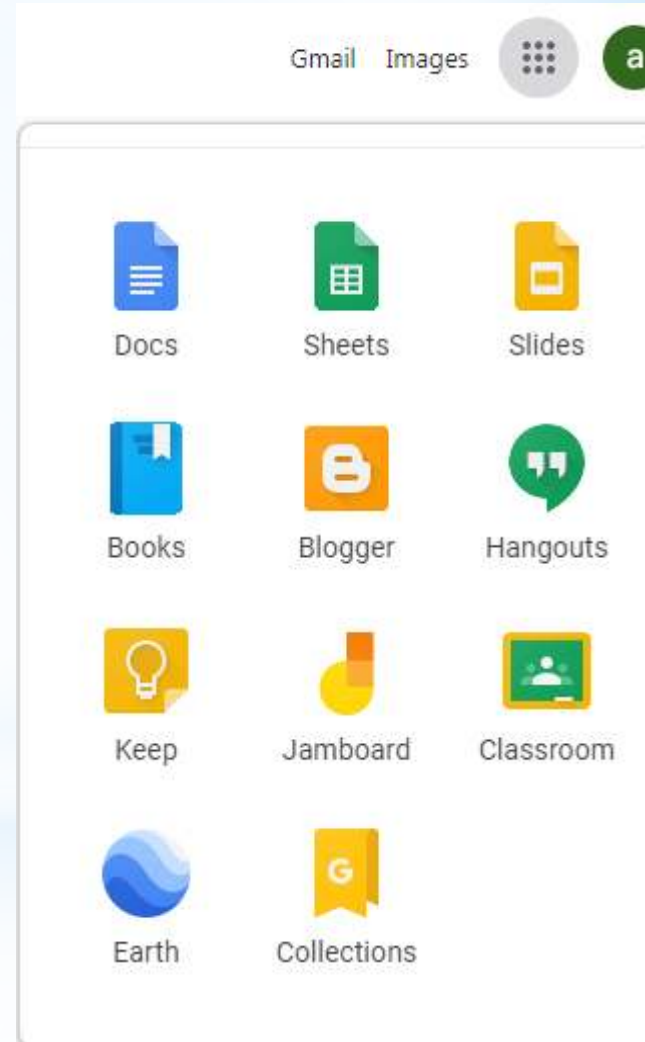 Gmail Images a
Docs Sheets Slides
Books Blogger Hangouts
Keep Jamboard Classroom
G
Earth Collections